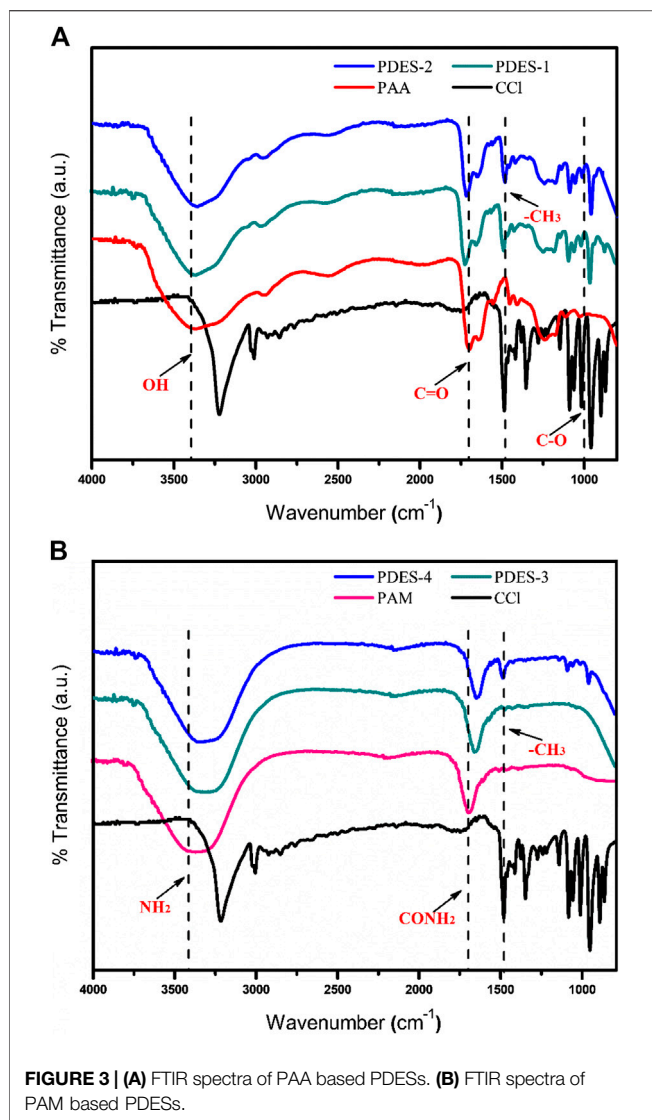 A
PDES-2 PDES-1
PAA CCl
% Transmittance (a.u.)
-CH₃
OH
C=O
C-O
4000 3500 3000 2500 2000 1500 1000
Wavenumber (cm⁻¹)
B
PDES-4 PDES-3
PAM CCl
% Transmittance (a.u.)
-CH₃
NH₂
CONH₂
4000 3500 3000 2500 2000 1500 1000
Wavenumber (cm⁻¹)
FIGURE 3 | (A) FTIR spectra of PAA based PDESs. (B) FTIR spectra of
PAM based PDESs.